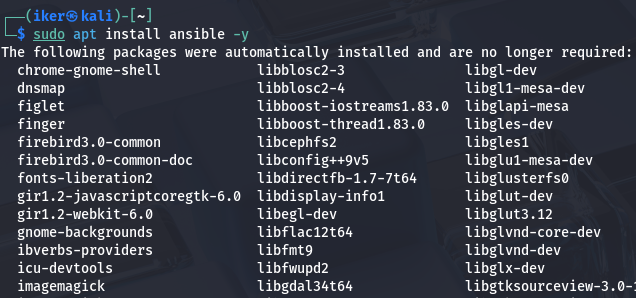 (iker㉿kali)-[~]
$ sudo apt install ansible -y
The following packages were automatically installed and are no longer required:
chrome-gnome-shell libblosc2-3 libgl-dev
dnsmap libblosc2-4 libgl1-mesa-dev
figlet libboost-iostreams1.83.0 libglapi-mesa
finger libboost-thread1.83.0 libgles-dev
firebird3.0-common libcephfs2 libgles1
firebird3.0-common-doc libconfig++9v5 libglu1-mesa-dev
fonts-liberation2 libdirectfb-1.7-7t64 libglusterfs0
gir1.2-javascriptcoregtk-6.0 libdisplay-info1 libglut-dev
gir1.2-webkit-6.0 libegl-dev libglut3.12
gnome-backgrounds libflac12t64 libglvnd-core-dev
ibverbs-providers libfmt9 libglvnd-dev
icu-devtools libfwupd2 libglx-dev
imagemagick libgdal34t64 libgtksourceview-3.0-